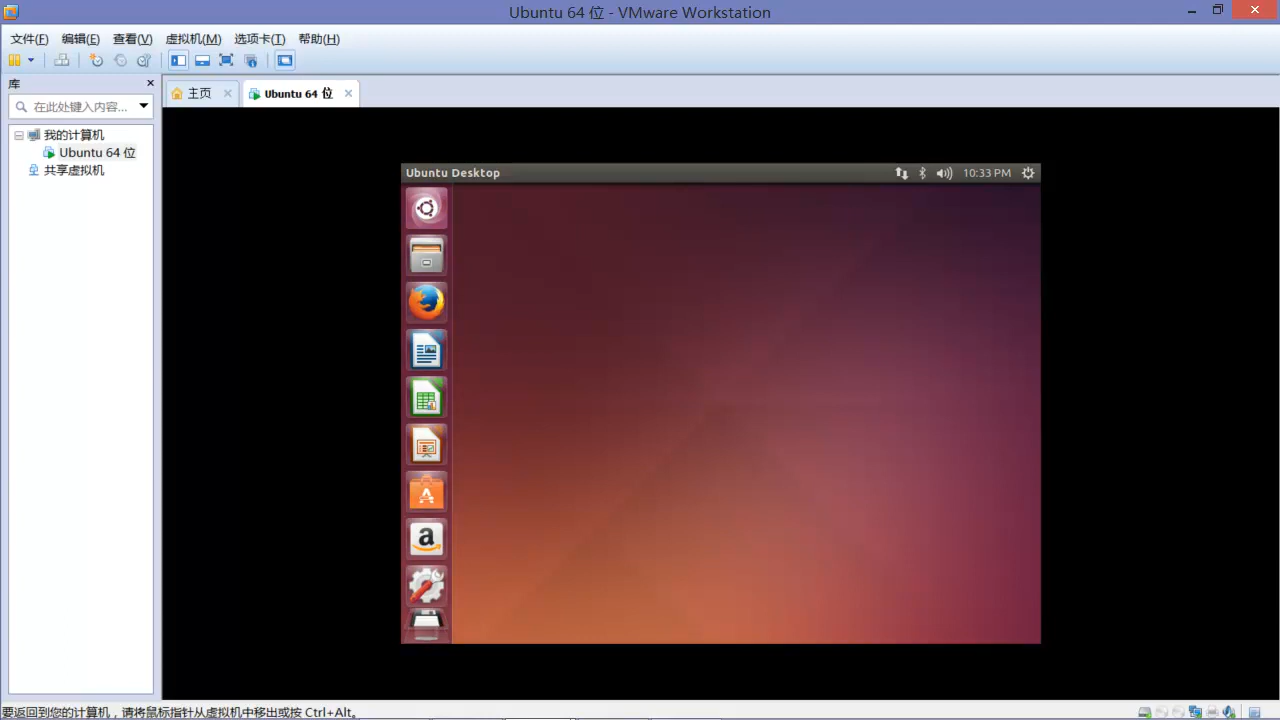 Ubuntu 64 位 - VMware Workstation
文件(F) 编辑(E) 查看(V) 虚拟机(M) 选项卡(T) 帮助(H)
库
在此处键入内容...
主页
Ubuntu 64 位
我的计算机
Ubuntu 64 位
共享虚拟机
Ubuntu Desktop
10:33 PM
要返回到您的计算机，请将鼠标指针从虚拟机中移出或按 Ctrl+Alt。